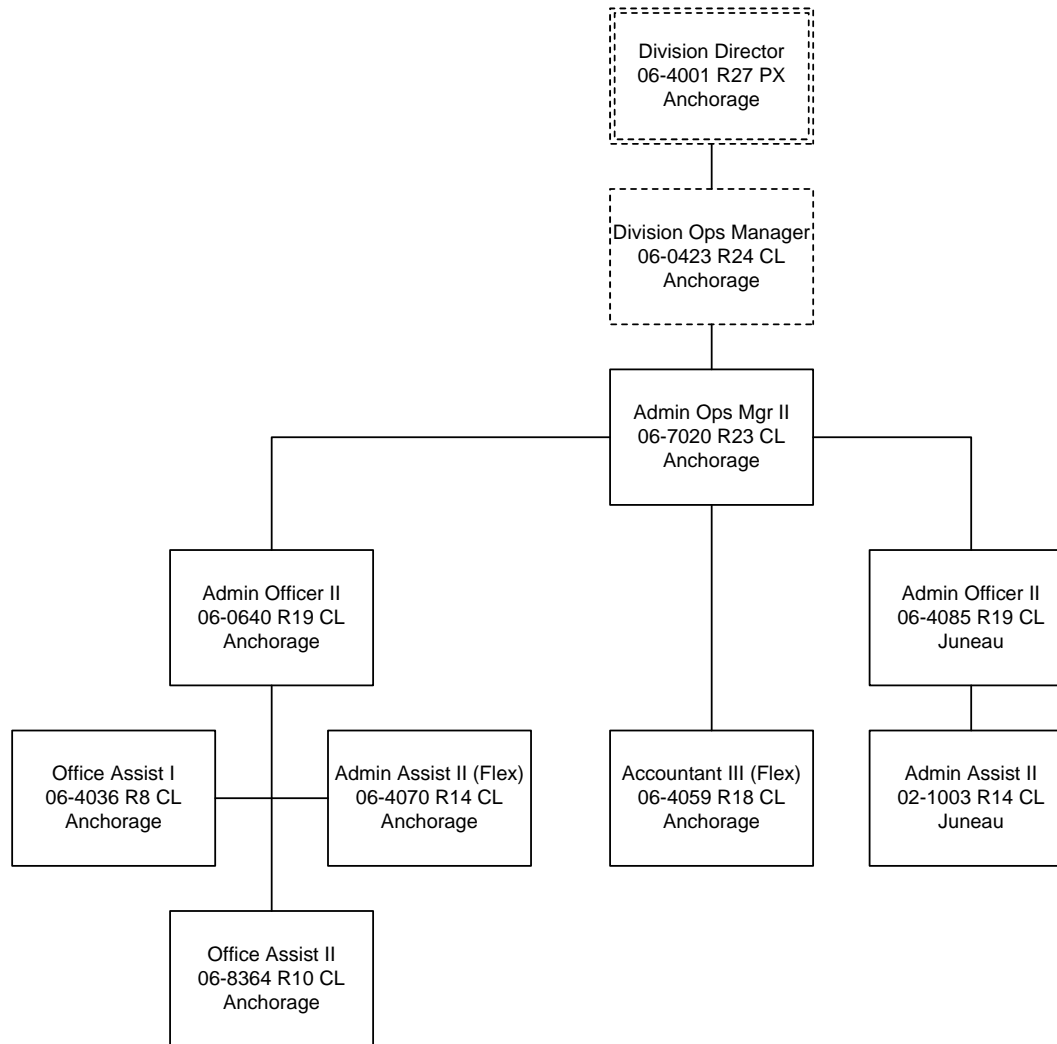 Division Director
06-4001 R27 PX
Anchorage
Division Ops Manager
06-0423 R24 CL
Anchorage
Admin Ops Mgr II
06-7020 R23 CL
Anchorage
Admin Officer II
06-0640 R19 CL
Anchorage
Admin Officer II
06-4085 R19 CL
Juneau
Office Assist I
06-4036 R8 CL
Anchorage
Admin Assist II (Flex)
06-4070 R14 CL
Anchorage
Accountant III (Flex)
06-4059 R18 CL
Anchorage
Admin Assist II
02-1003 R14 CL
Juneau
Office Assist II
06-8364 R10 CL
Anchorage